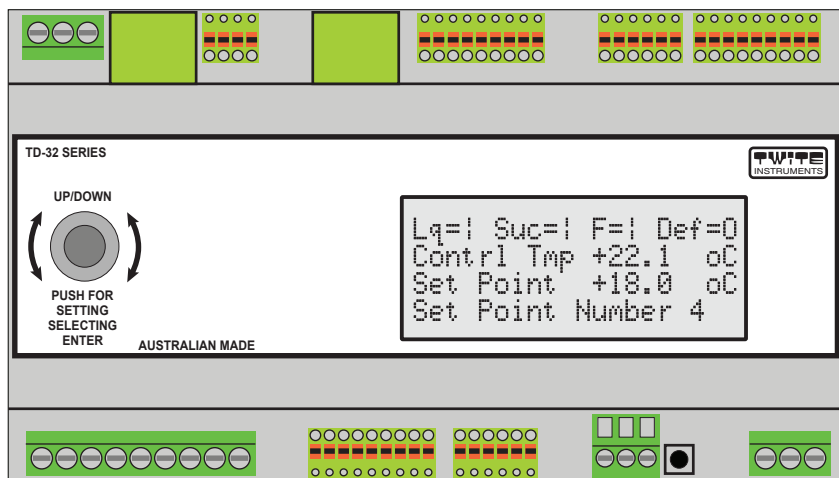 TD-32 SERIES
TWiTE
INSTRUMENTS
UP/DOWN
PUSH FOR
SETTING
SELECTING
ENTER
AUSTRALIAN MADE
Lq=¦ Suc=¦ F=¦ Def=O
Contrl Tmp +22.1 oC
Set Point +18.0 oC
Set Point Number 4